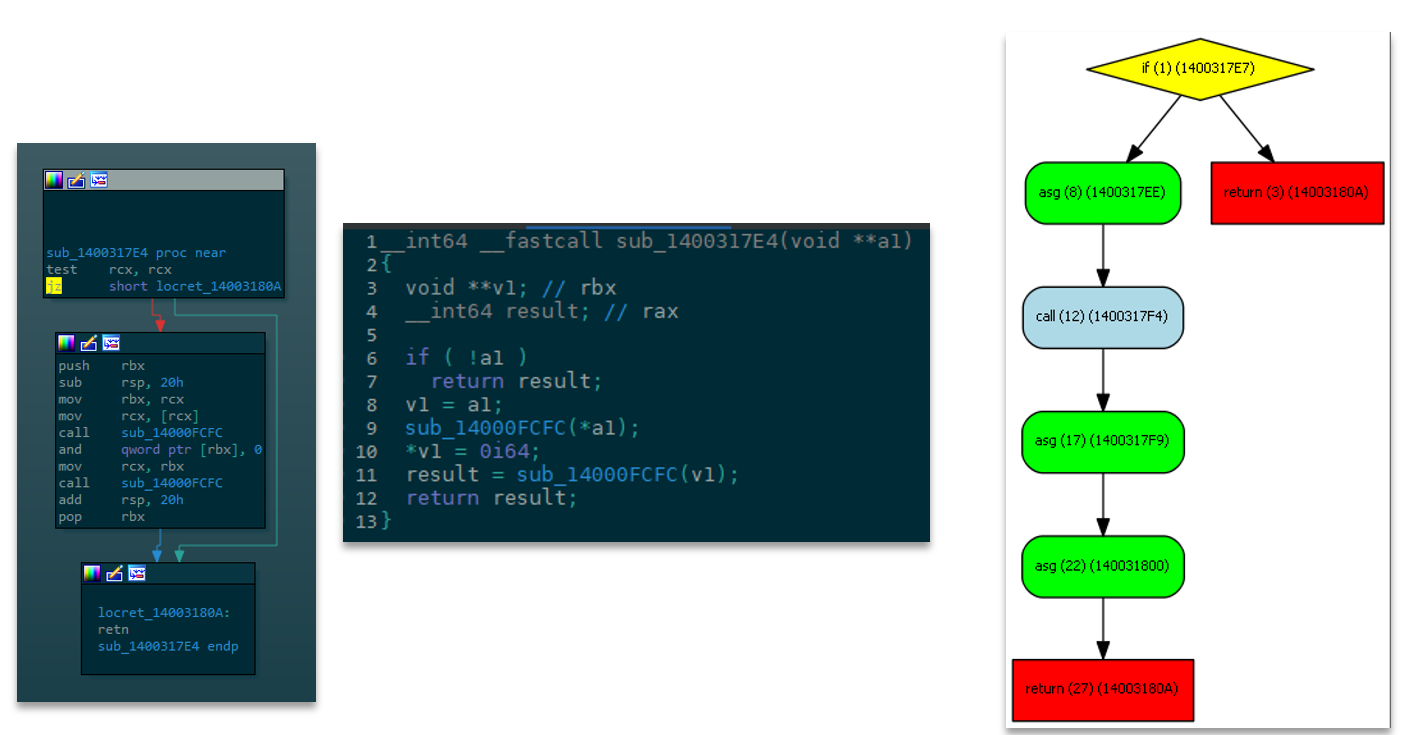 sub_1400317E4 proc near
test rcx, rcx
jz short locret_14003180A
push rbx
sub rsp, 20h
mov rbx, rcx
mov rcx, [rcx]
call sub_14000FCFC
and qword ptr [rbx], 0
mov rcx, rbx
call sub_14000FCFC
add rsp, 20h
pop rbx
locret_14003180A:
retn
sub_1400317E4 endp
1 __int64 __fastcall sub_1400317E4(void **a1)
2 {
3 void **v1; // rbx
4 __int64 result; // rax
5
6 if ( !a1 )
7 return result;
8 v1 = a1;
9 sub_14000FCFC(*a1);
10 *v1 = 0i64;
11 result = sub_14000FCFC(v1);
12 return result;
13 }
if (1) (1400317E7)
asg (8) (1400317EE)
return (3) (14003180A)
call (12) (1400317F4)
asg (17) (1400317F9)
asg (22) (140031800)
return (27) (14003180A)